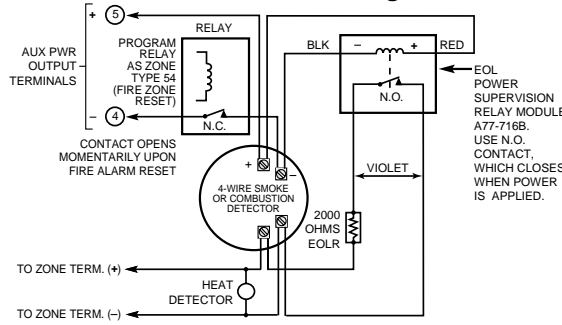 + 5
RELAY
AUX PWR
OUTPUT
TERMINALS
PROGRAM
RELAY
AS ZONE
TYPE 54
(FIRE ZONE
RESET)
- 4
N.C.
CONTACT OPENS
MOMENTARILY UPON
FIRE ALARM RESET
BLK
- +
RED
N.O.
EOL
POWER
SUPERVISION
RELAY MODULE
A77-716B.
USE N.O.
CONTACT,
WHICH CLOSES
WHEN POWER
IS APPLIED.
+ –
4-WIRE SMOKE
OR COMBUSTION
DETECTOR
VIOLET
2000
OHMS
EOLR
TO ZONE TERM. (+)
HEAT
DETECTOR
TO ZONE TERM. (–)